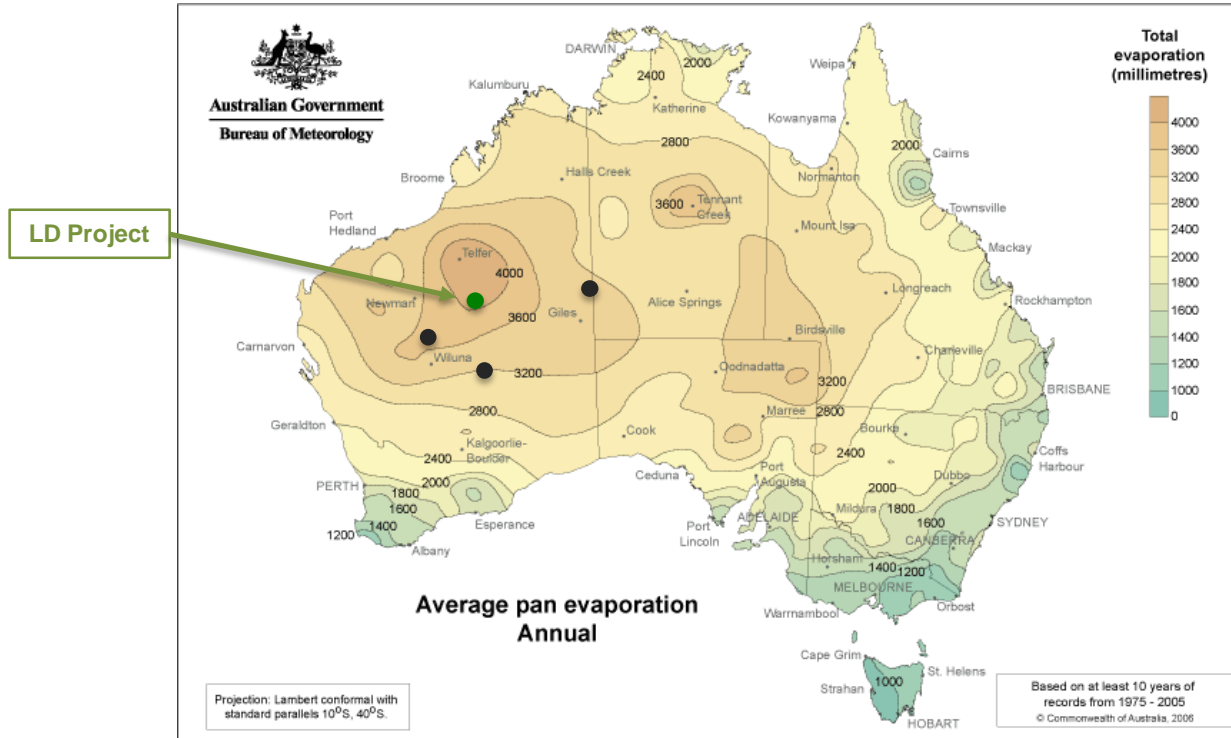 Australian Government
Bureau of Meteorology
LD Project
Total
evaporation
(millimetres)
4000
3600
3200
2800
2400
2000
1800
1600
1400
1200
1000
0
DARWIN
2400
2000
Weipa
Kalumburu
Katherine
Kowanyama
2800
2000
Cairns
Broome
Halls Creek
Normanton
3600
Tennant
Creek
Townsville
Port
Hedland
Mount Isa
Mackay
Telfer
4000
Newman
Longreach
Rockhampton
3600
Giles
Alice Springs
Carnarvon
Birdsville
Wiluna
Charleville
3200
Oodnadatta
3200
BRISBANE
2800
Marree
2800
Geraldton
Bourke
Kalgoorlie-
Boulder
Cook
Coffs
Harbour
2400
2400
2000
Ceduna
Port
Augusta
Dubbo
PERTH
1800
2000
1600
Mildura
1800
1400
Esperance
Port
Lincoln
ADELAIDE
1600
SYDNEY
1200
Albany
CANBERRA
Horsham
1400
1200
MELBOURNE
Orbost
Warrnambool
Average pan evaporation
Annual
Cape Grim
St. Helens
1000
Strahan
HOBART
Projection: Lambert conformal with
standard parallels 10⁰S, 40⁰S.
Based on at least 10 years of
records from 1975 - 2005
© Commonwealth of Australia, 2006